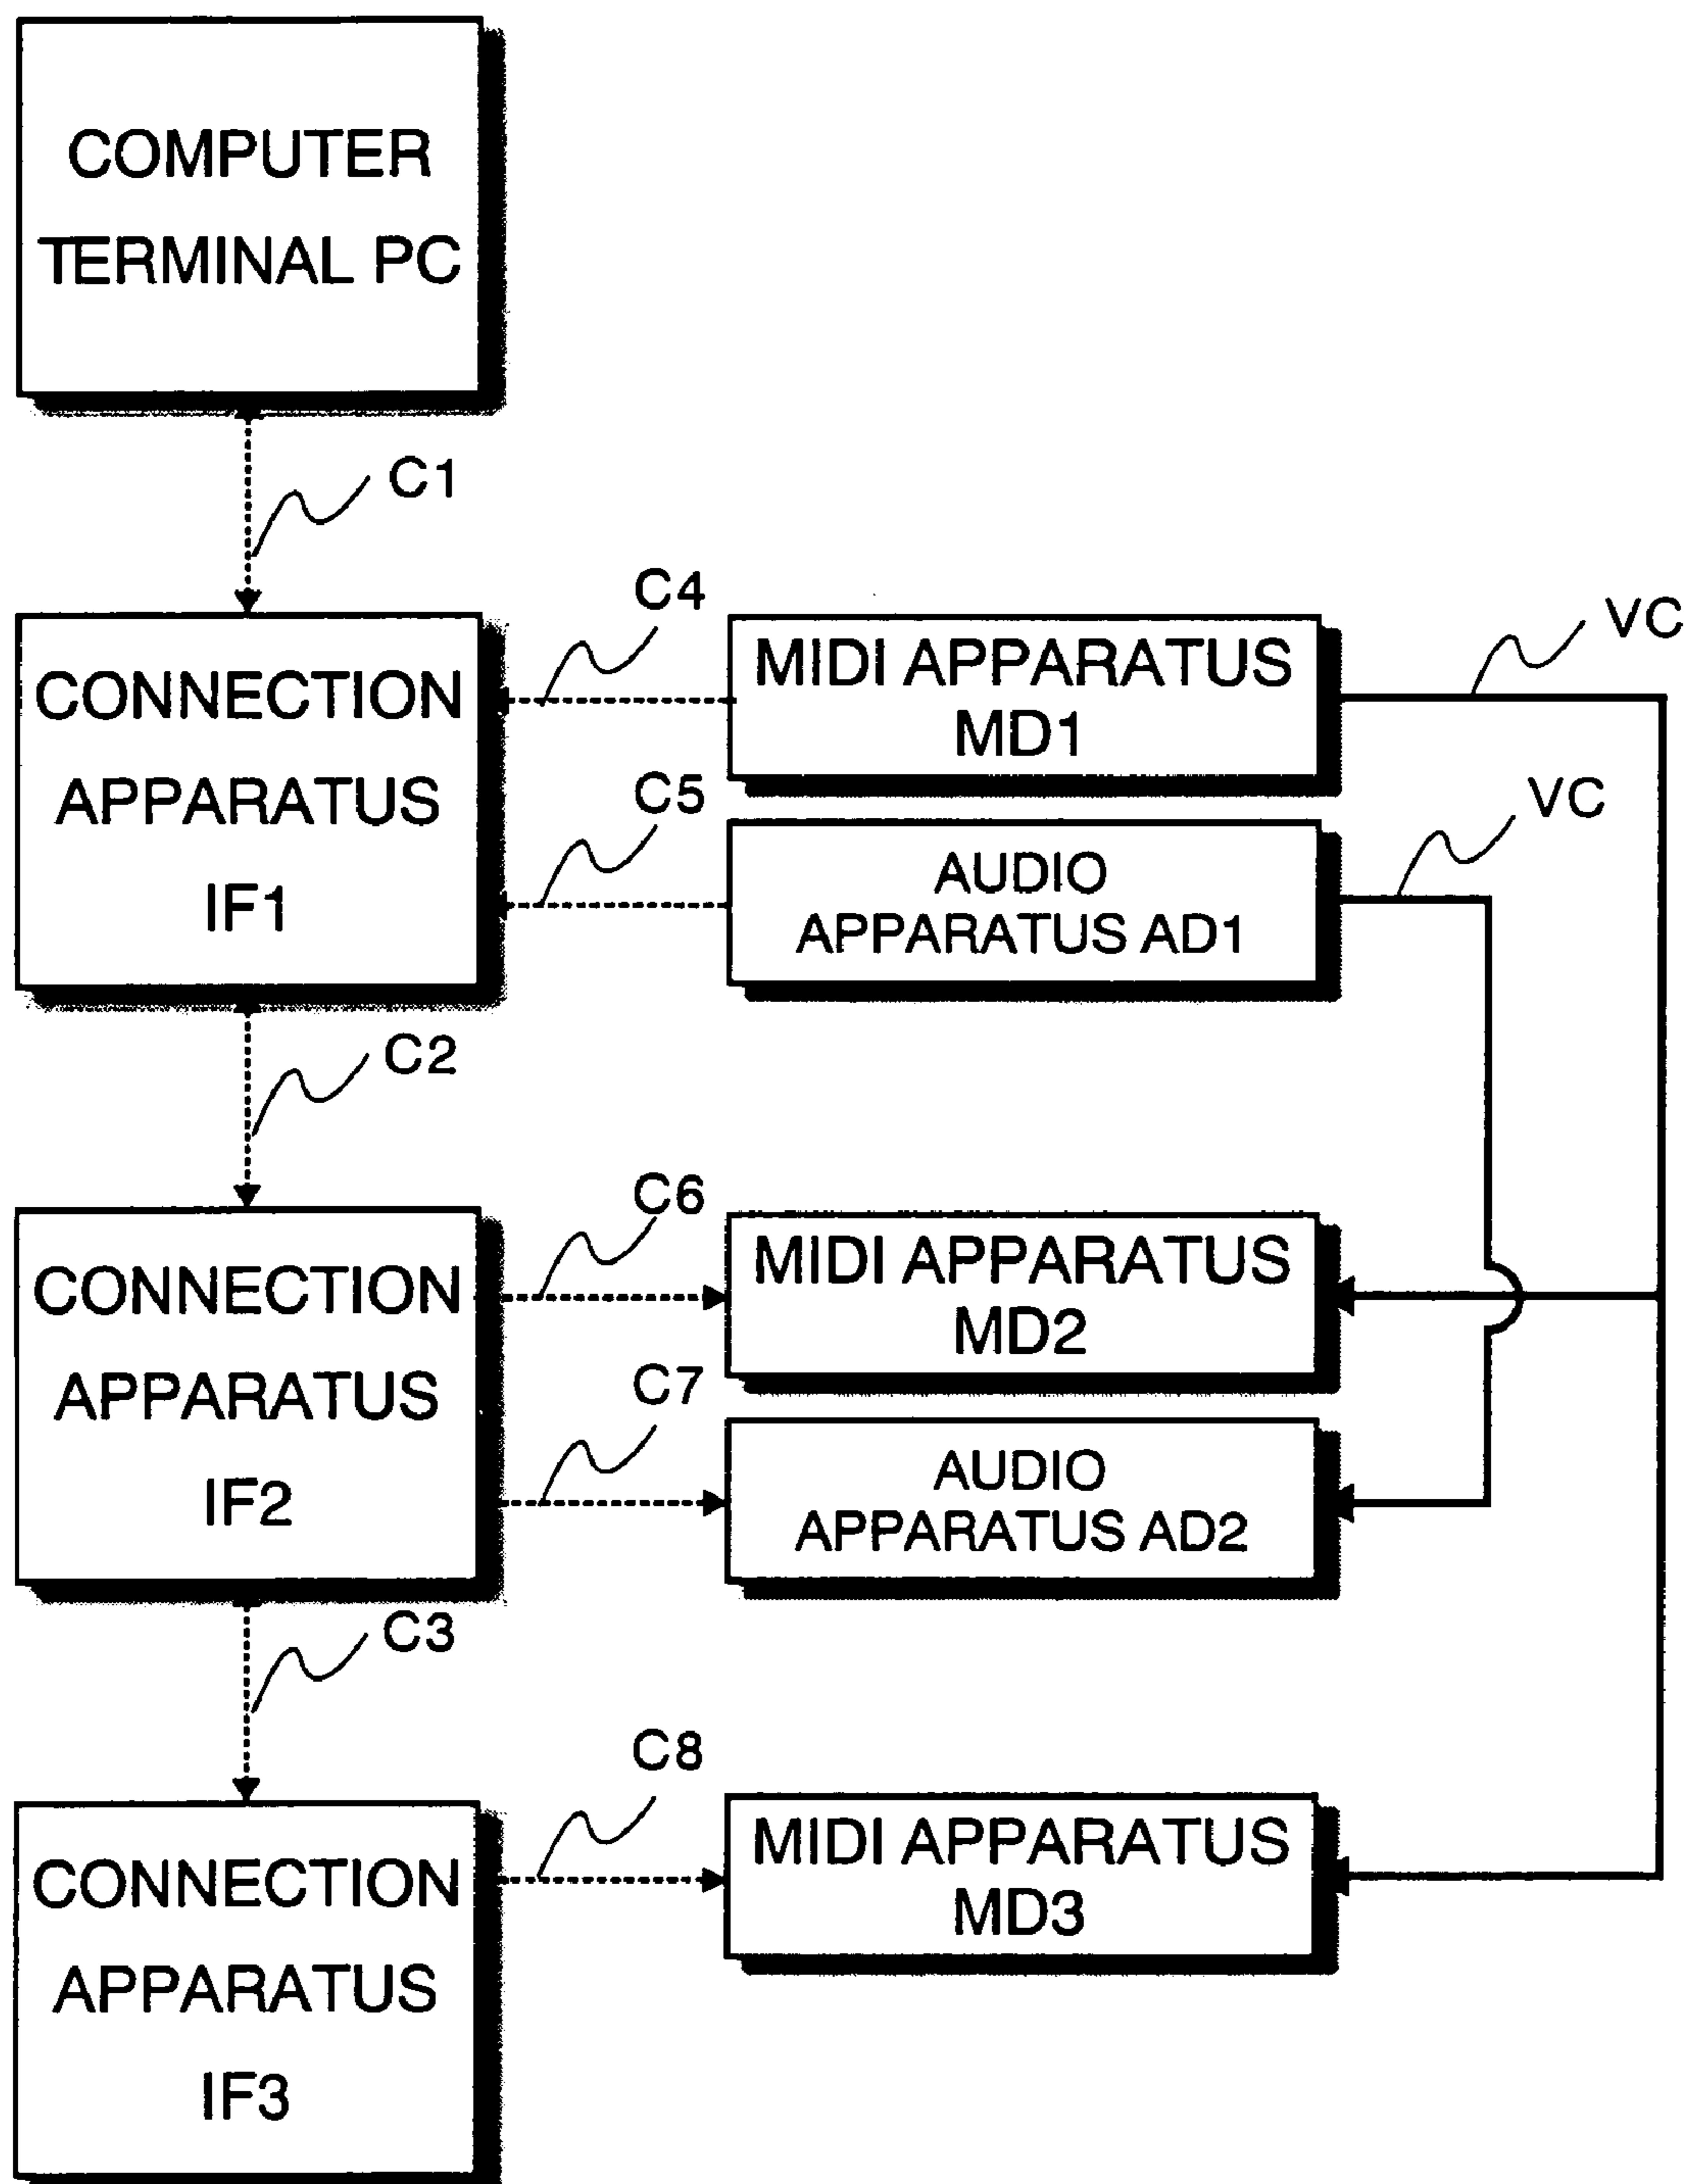 COMPUTER
TERMINAL PC
C1
C4
VC
CONNECTION
APPARATUS
IF1
MIDI APPARATUS
MD1
C5
VC
AUDIO
APPARATUS AD1
C2
C6
CONNECTION
APPARATUS
IF2
MIDI APPARATUS
MD2
C7
AUDIO
APPARATUS AD2
C3
C8
CONNECTION
APPARATUS
IF3
MIDI APPARATUS
MD3